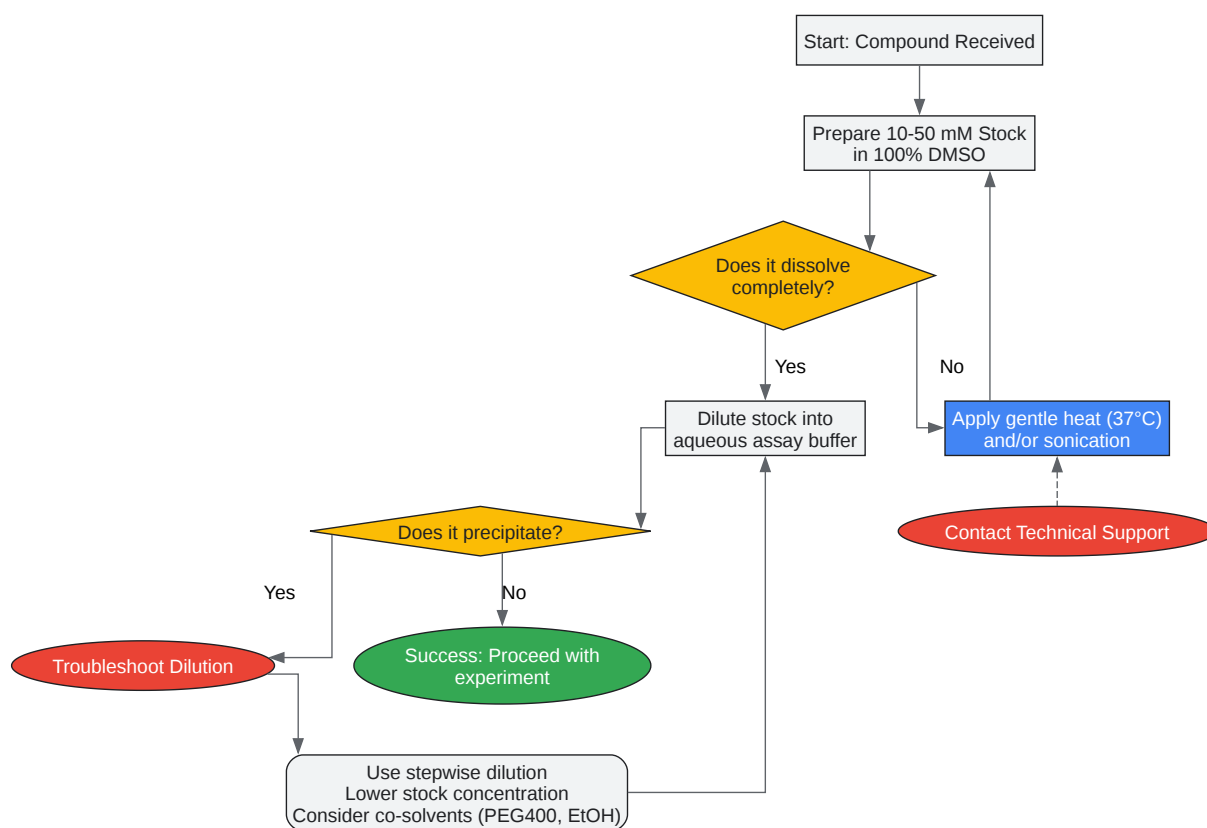 Start: Compound Received
Prepare 10-50 mM Stock
in 100% DMSO
Does it dissolve
completely?
Yes
No
Dilute stock into
aqueous assay buffer
Apply gentle heat (37°C)
and/or sonication
Does it precipitate?
Contact Technical Support
Yes
No
Troubleshoot Dilution
Success: Proceed with
experiment
Use stepwise dilution
Lower stock concentration
Consider co-solvents (PEG400, EtOH)